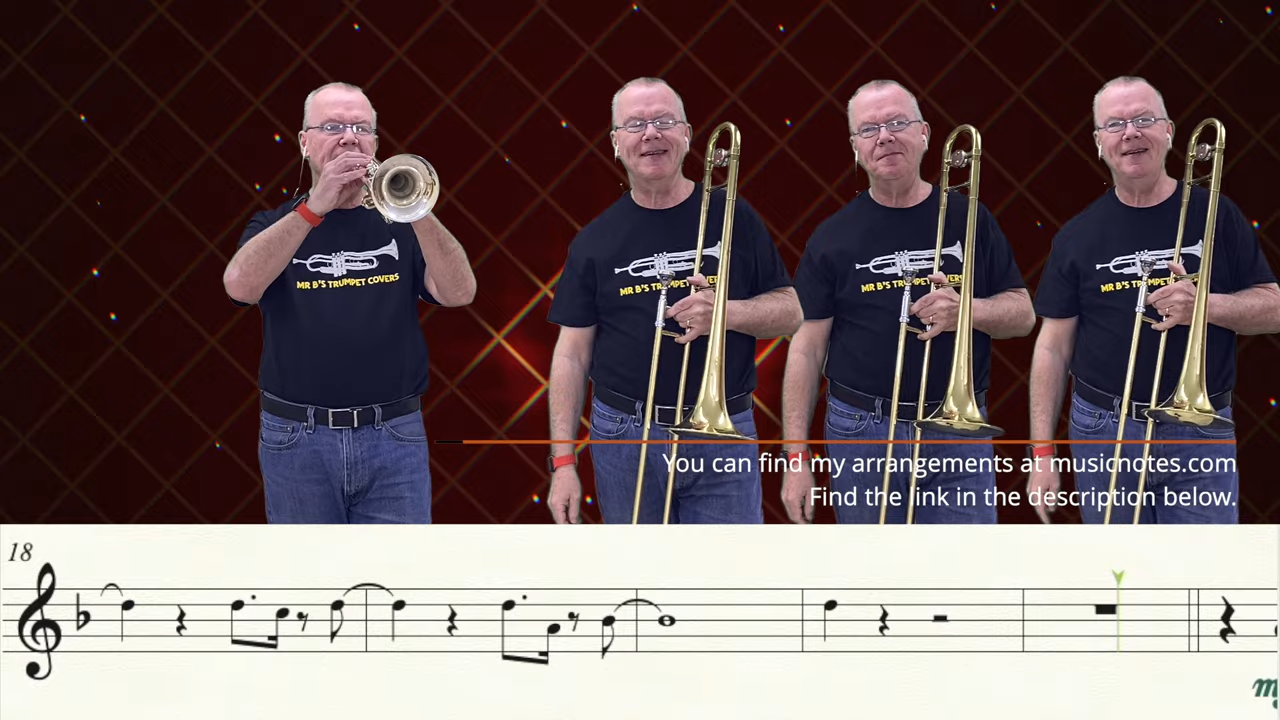 MR B'S TRUMPET COVERS
MR B'S TRUMPET COVERS
MR B'S TRUMPET COVERS
MR B'S TRUMPET
You can find my arrangements at musicnotes.com
Find the link in the description below.
18